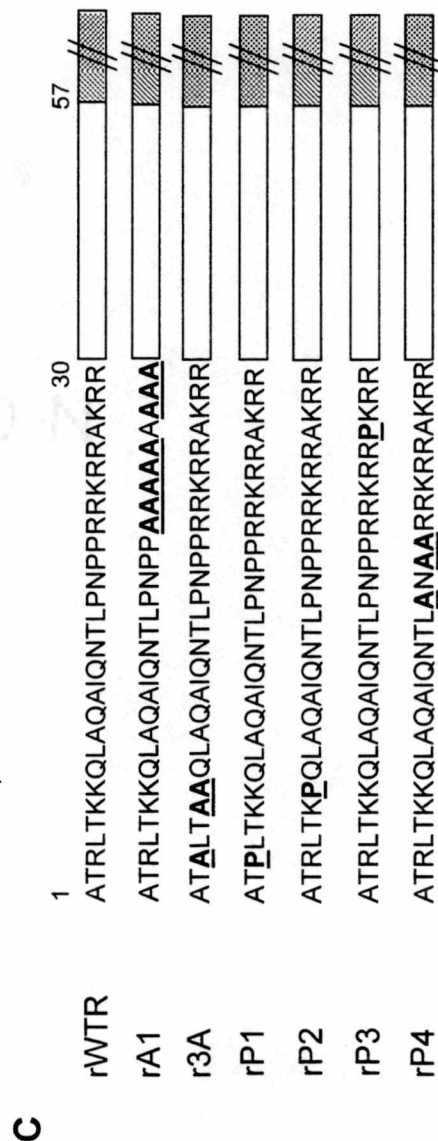 C
1 30 57
rWTR ATRLTKKQLAQAIQNTLPNPPRRKRRAKRR
rA1 ATRLTKKQLAQAIQNTLPNPPAAAAAAAAA
r3A ATALTAAQLAQAIQNTLPNPPRRKRRAKRR
rP1 ATPLTKKQLAQAIQNTLPNPPRRKRRAKRR
rP2 ATRLTKPQLAQAIQNTLPNPPRRKRRAKRR
rP3 ATRLTKKQLAQAIQNTLPNPPRRKRRPKRR
rP4 ATRLTKKQLAQAIQNTLANAARRKRRAKRR